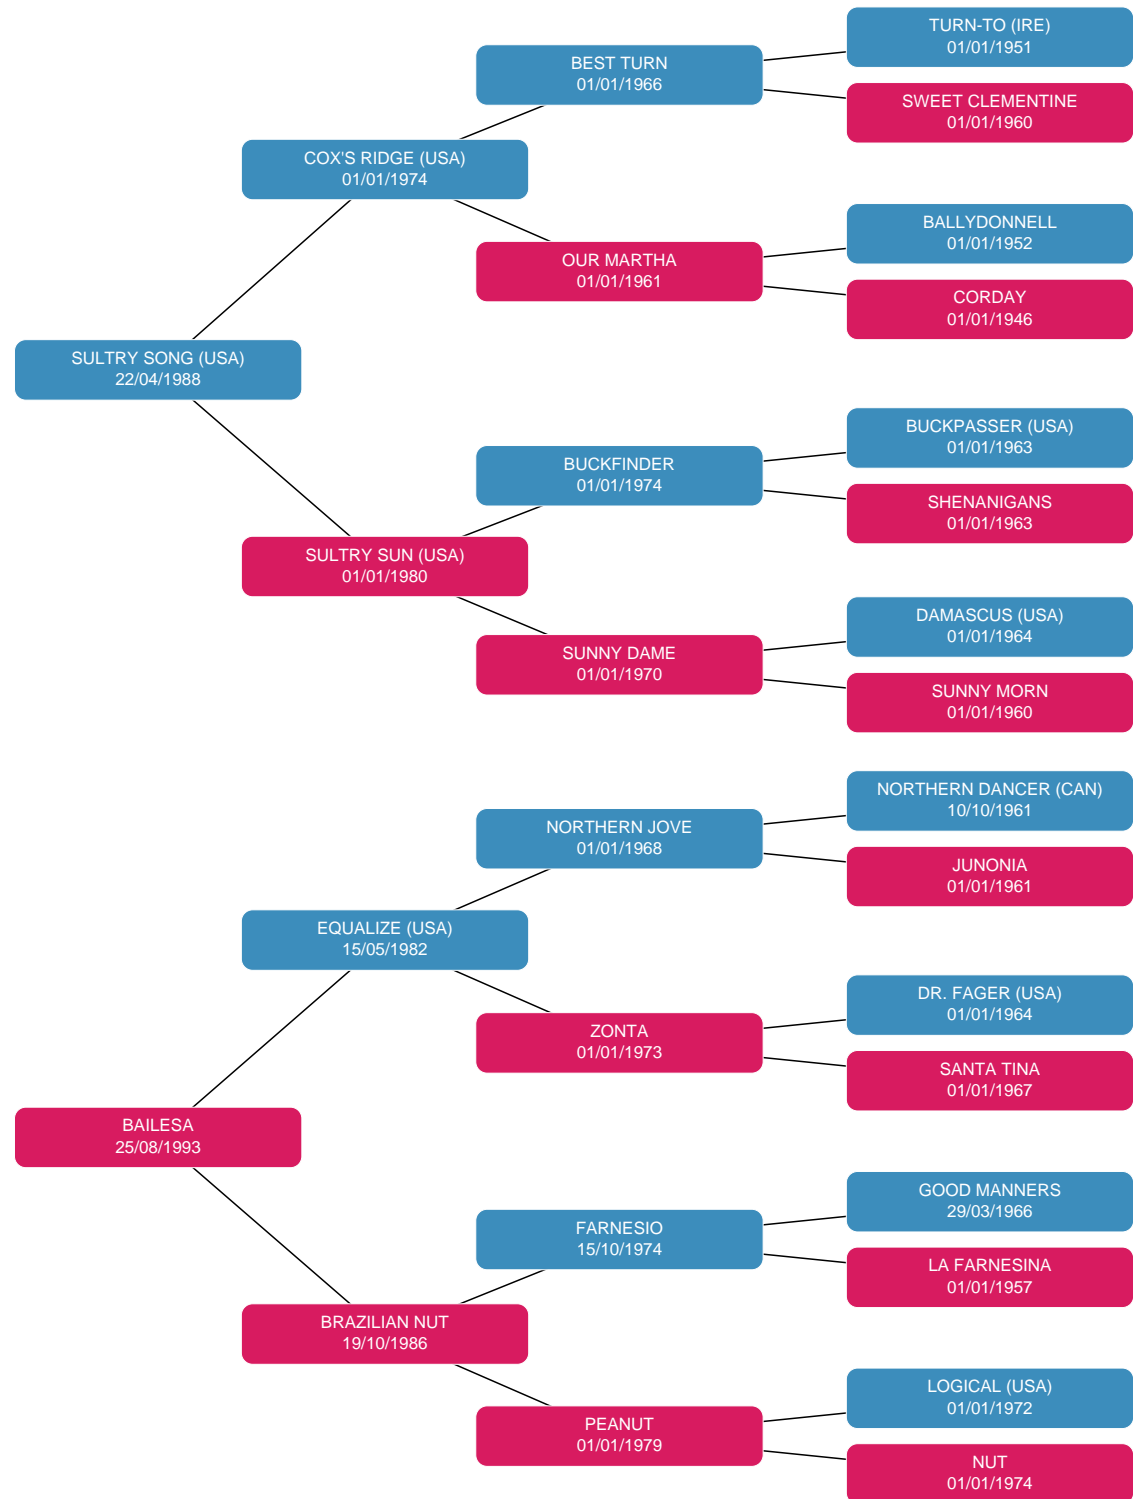 TURN-TO (IRE)
01/01/1951
BEST TURN
01/01/1966
SWEET CLEMENTINE
01/01/1960
COX'S RIDGE (USA)
01/01/1974
BALLYDONNELL
01/01/1952
OUR MARTHA
01/01/1961
CORDAY
01/01/1946
SULTRY SONG (USA)
22/04/1988
BUCKPASSER (USA)
01/01/1963
BUCKFINDER
01/01/1974
SHENANIGANS
01/01/1963
SULTRY SUN (USA)
01/01/1980
DAMASCUS (USA)
01/01/1964
SUNNY DAME
01/01/1970
SUNNY MORN
01/01/1960
NORTHERN DANCER (CAN)
10/10/1961
NORTHERN JOVE
01/01/1968
JUNONIA
01/01/1961
EQUALIZE (USA)
15/05/1982
DR. FAGER (USA)
01/01/1964
ZONTA
01/01/1973
SANTA TINA
01/01/1967
BAILESA
25/08/1993
GOOD MANNERS
29/03/1966
FARNESIO
15/10/1974
LA FARNESINA
01/01/1957
BRAZILIAN NUT
19/10/1986
LOGICAL (USA)
01/01/1972
PEANUT
01/01/1979
NUT
01/01/1974